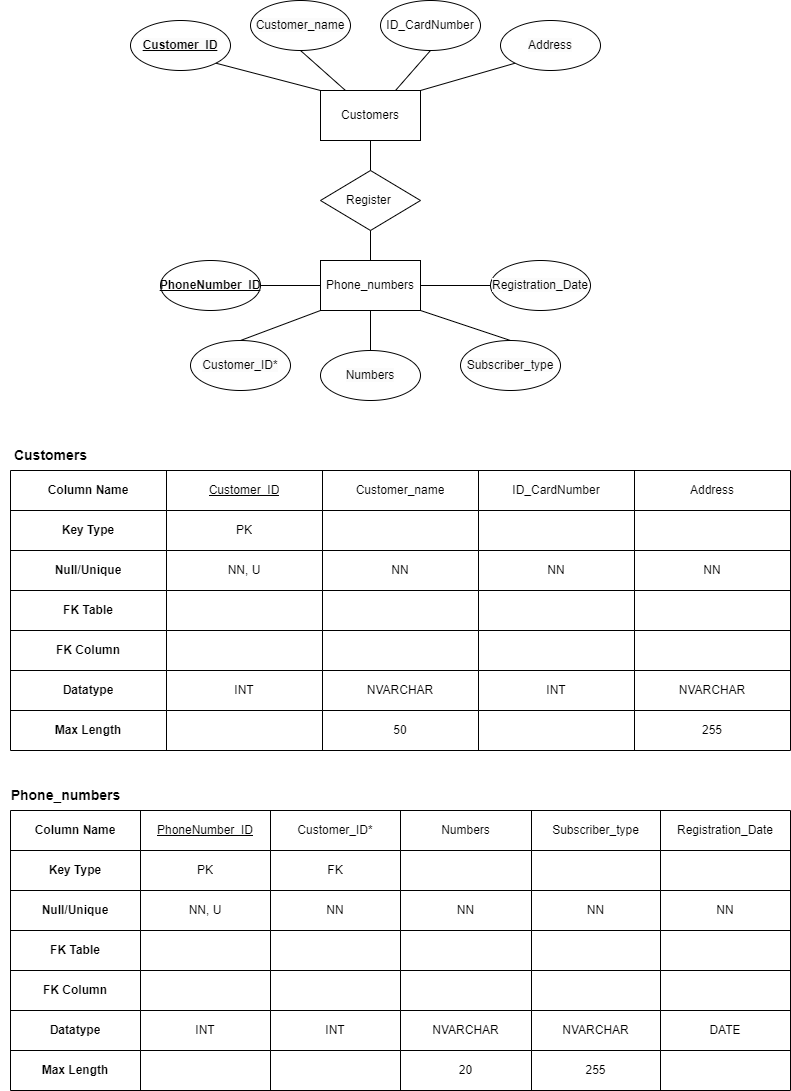 Customer_ID
Customer_name
ID_CardNumber
Address
Customers
Register
PhoneNumber_ID
Phone_numbers
Registration_Date
Customer_ID*
Numbers
Subscriber_type
Customers
Column Name Customer_ID Customer_name ID_CardNumber Address
Key Type PK
Null/Unique NN, U NN NN NN
FK Table
FK Column
Datatype INT NVARCHAR INT NVARCHAR
Max Length 50 255
Phone_numbers
Column Name PhoneNumber_ID Customer_ID* Numbers Subscriber_type Registration_Date
Key Type PK FK
Null/Unique NN, U NN NN NN NN
FK Table
FK Column
Datatype INT INT NVARCHAR NVARCHAR DATE
Max Length 20 255